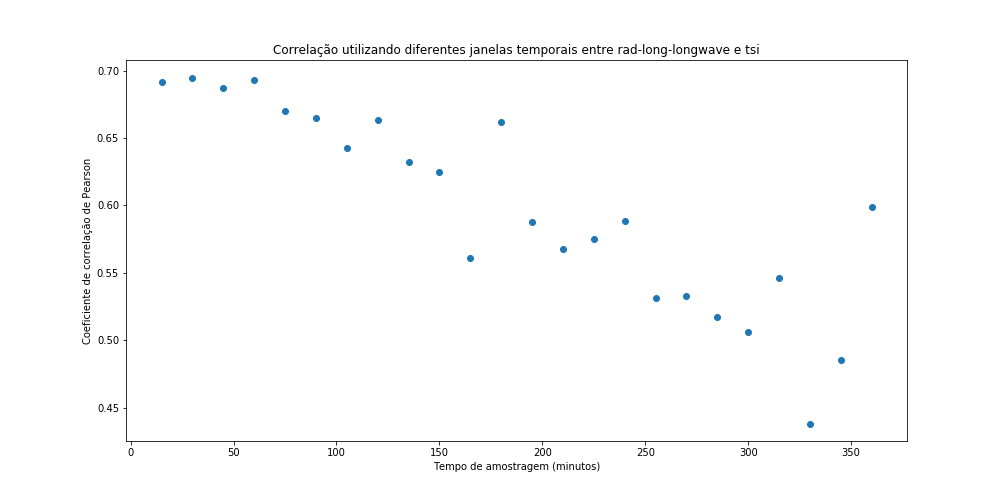 Correlação utilizando diferentes janelas temporais entre rad-long-longwave e tsi
Coeficiente de correlação de Pearson
0.70
0.65
0.60
0.55
0.50
0.45
0 50 100 150 200 250 300 350
Tempo de amostragem (minutos)